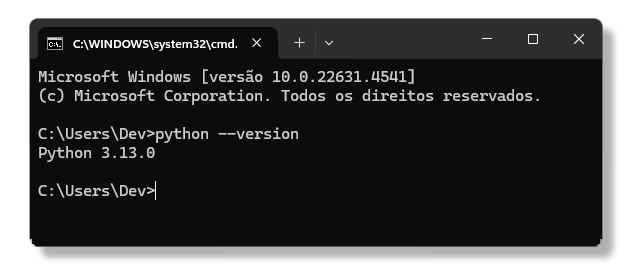 C:\WINDOWS\system32\cmd.
Microsoft Windows [versão 10.0.22631.4541]
(c) Microsoft Corporation. Todos os direitos reservados.
C:\Users\Dev>python --version
Python 3.13.0
C:\Users\Dev>